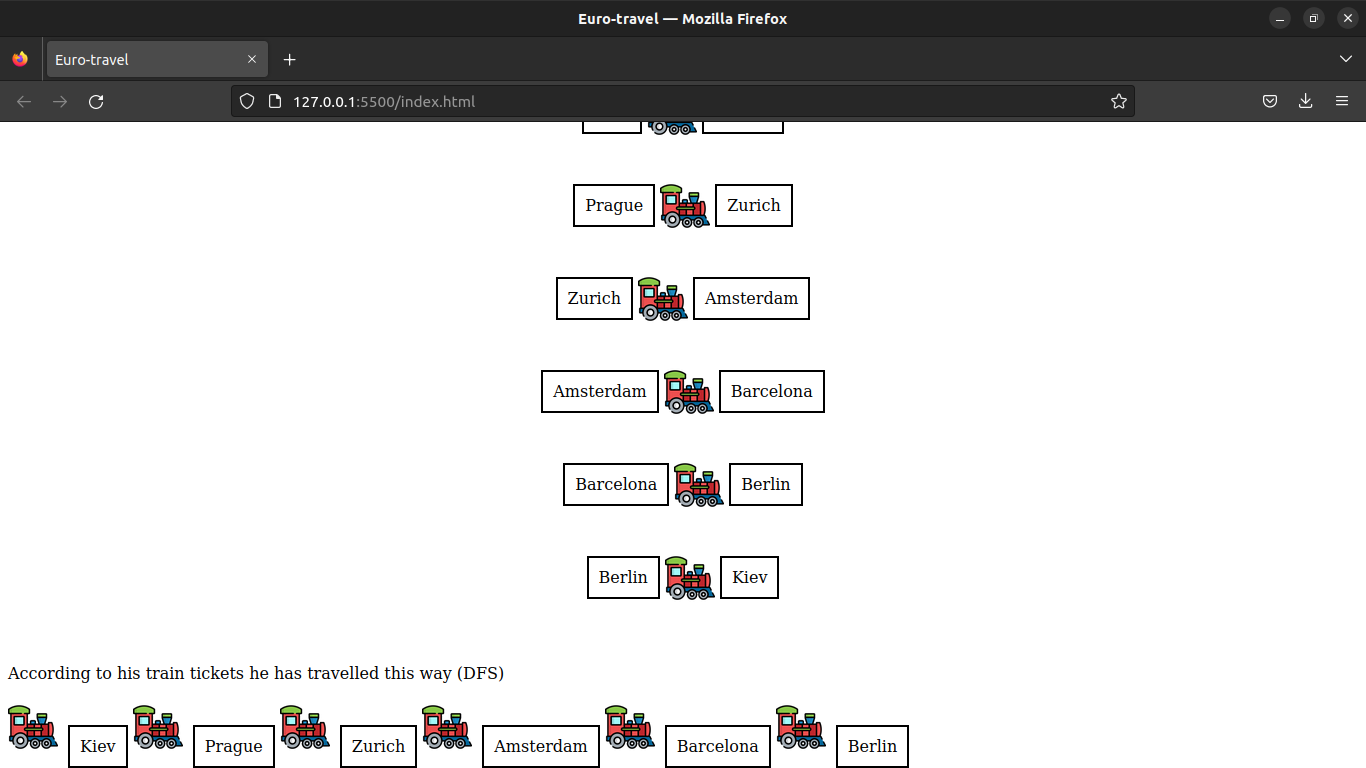 Euro-travel — Mozilla Firefox
Euro-travel
127.0.0.1:5500/index.html
Prague Zurich
Zurich Amsterdam
Amsterdam Barcelona
Barcelona Berlin
Berlin Kiev
According to his train tickets he has travelled this way (DFS)
Kiev Prague Zurich Amsterdam Barcelona Berlin